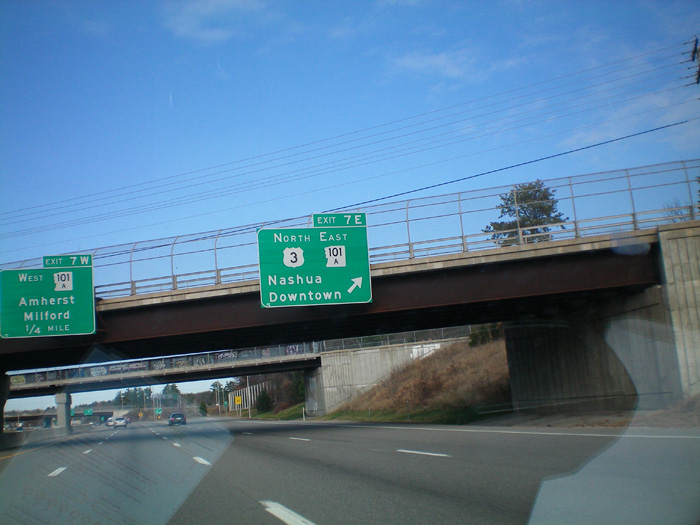 EXIT 7W
WEST 101
A
Amherst
Milford
1/4 MILE
EXIT 7E
NORTH EAST
3 101
A
Nashua
Downtown